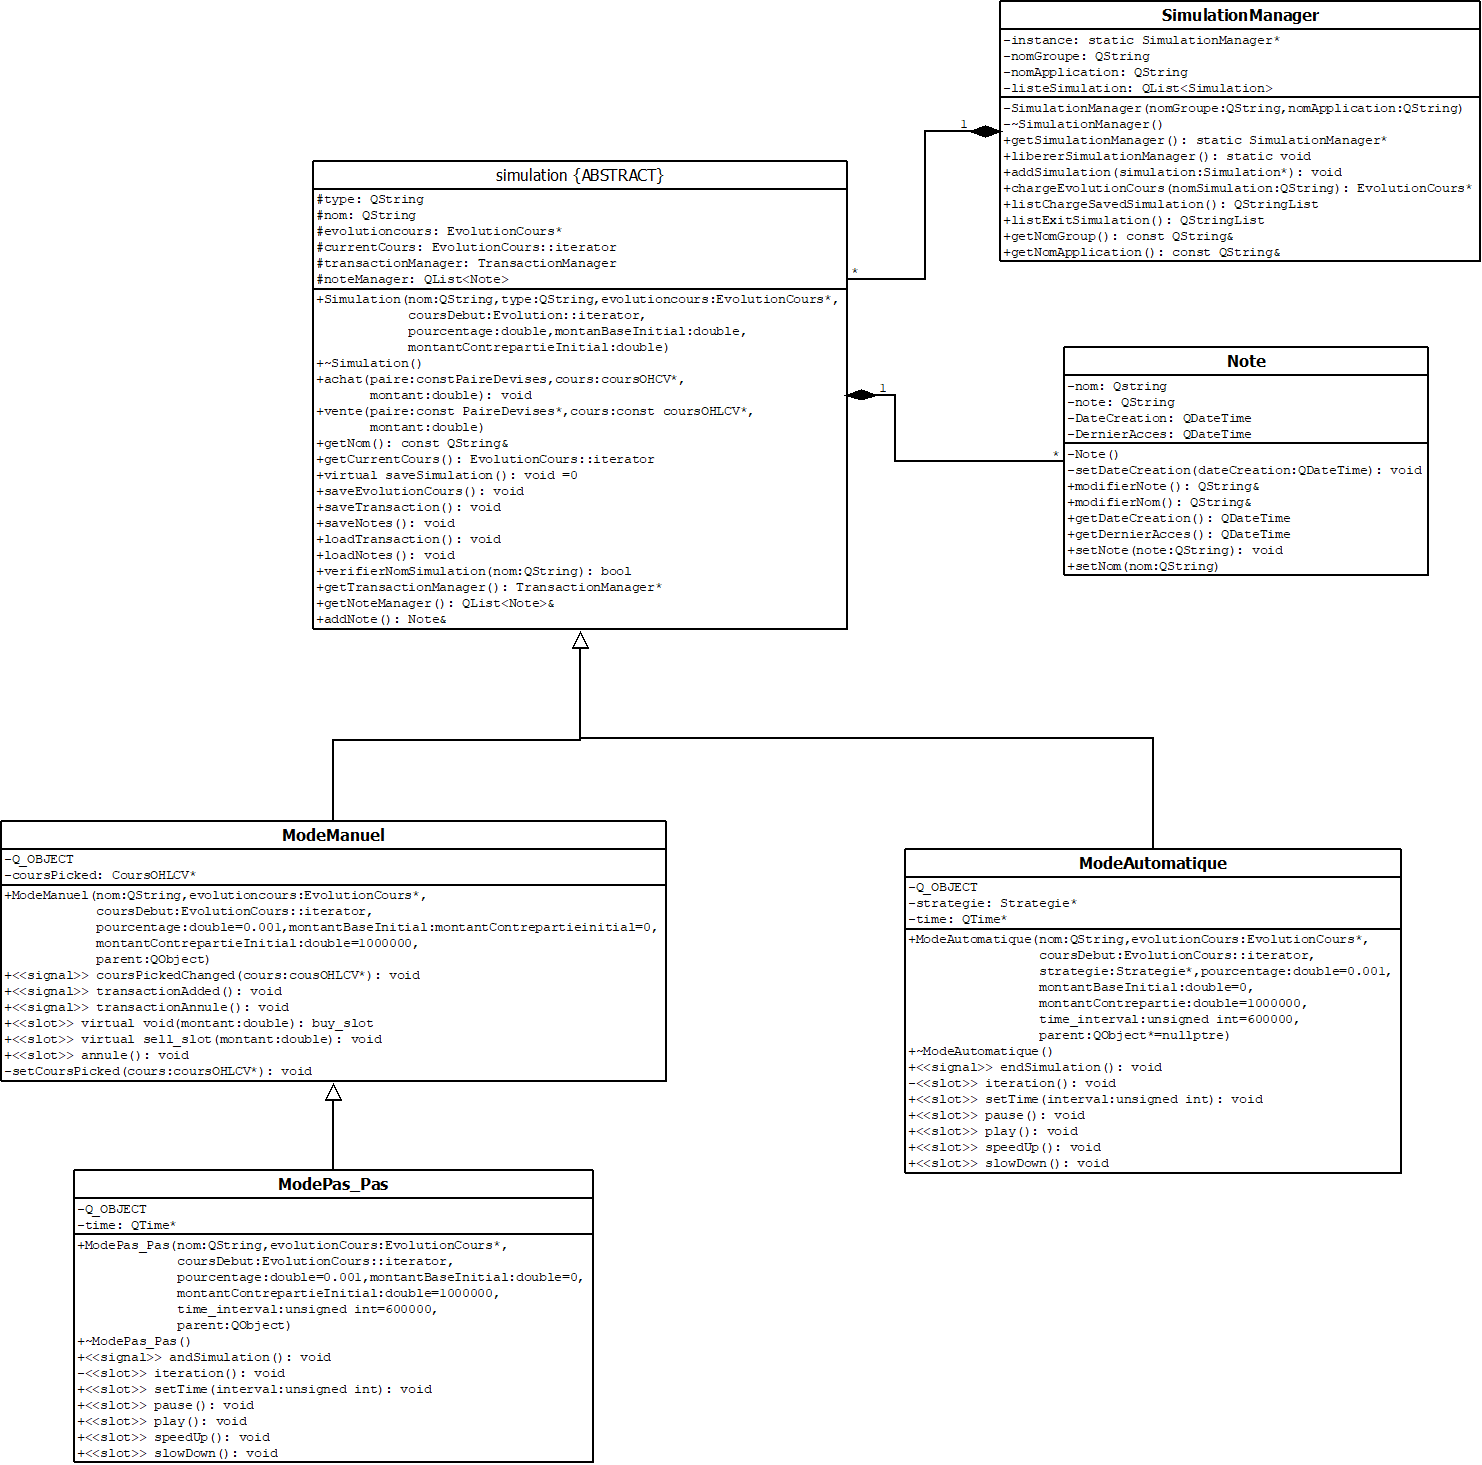 SimulationManager
-instance: static SimulationManager*
-nomGroupe: QString
-nomApplication: QString
-listeSimulation: QList<Simulation>
-SimulationManager(nomGroupe:QString,nomApplication:QString)
-~SimulationManager()
+getSimulationManager(): static SimulationManager*
+libererSimulationManager(): static void
+addSimulation(simulation:Simulation*): void
+chargeEvolutionCours(nomSimulation:QString): EvolutionCours*
+listChargeSavedSimulation(): QStringList
+listExitSimulation(): QStringList
+getNomGroup(): const QString&
+getNomApplication(): const QString&
1
*
simulation {ABSTRACT}
#type: QString
#nom: QString
#evolutioncours: EvolutionCours*
#currentCours: EvolutionCours::iterator
#transactionManager: TransactionManager
#noteManager: QList<Note>
+Simulation(nom:QString,type:QString,evolutioncours:EvolutionCours*,
coursDebut:Evolution::iterator,
pourcentage:double,montanBaseInitial:double,
montantContrepartieInitial:double)
+~Simulation()
+achat(paire:constPaireDevises,cours:coursOHCV*,
montant:double): void
+vente(paire:const PaireDevises*,cours:const coursOHLCV*,
montant:double)
+getNom(): const QString&
+getCurrentCours(): EvolutionCours::iterator
+virtual saveSimulation(): void =0
+saveEvolutionCours(): void
+saveTransaction(): void
+saveNotes(): void
+loadTransaction(): void
+loadNotes(): void
+verifierNomSimulation(nom:QString): bool
+getTransactionManager(): TransactionManager*
+getNoteManager(): QList<Note>&
+addNote(): Note&
1
*
Note
-nom: Qstring
-note: QString
-DateCreation: QDateTime
-DernierAcces: QDateTime
-Note()
-setDateCreation(dateCreation:QDateTime): void
+modifierNote(): QString&
+modifierNom(): QString&
+getDateCreation(): QDateTime
+getDernierAcces(): QDateTime
+setNote(note:QString): void
+setNom(nom:QString)
ModeManuel
-Q_OBJECT
-coursPicked: CoursOHLCV*
+ModeManuel(nom:QString,evolutioncours:EvolutionCours*,
coursDebut:EvolutionCours::iterator,
pourcentage:double=0.001,montantBaseInitial:montantContrepartieinitial=0,
montantContrepartieInitial:double=1000000,
parent:QObject)
+<<signal>> coursPickedChanged(cours:cousOHLCV*): void
+<<signal>> transactionAdded(): void
+<<signal>> transactionAnnule(): void
+<<slot>> virtual void(montant:double): buy_slot
+<<slot>> virtual sell_slot(montant:double): void
+<<slot>> annule(): void
-setCoursPicked(cours:coursOHLCV*): void
ModeAutomatique
-Q_OBJECT
-strategie: Strategie*
-time: QTime*
+ModeAutomatique(nom:QString,evolutionCours:EvolutionCours*,
coursDebut:EvolutionCours::iterator,
strategie:Strategie*,pourcentage:double=0.001,
montantBaseInitial:double=0,
montantContrepartie:double=1000000,
time_interval:unsigned int=600000,
parent:QObject*=nullptre)
+~ModeAutomatique()
+<<signal>> endSimulation(): void
-<<slot>> iteration(): void
+<<slot>> setTime(interval:unsigned int): void
+<<slot>> pause(): void
+<<slot>> play(): void
+<<slot>> speedUp(): void
+<<slot>> slowDown(): void
ModePas_Pas
-Q_OBJECT
-time: QTime*
+ModePas_Pas(nom:QString,evolutionCours:EvolutionCours*,
coursDebut:EvolutionCours::iterator,
pourcentage:double=0.001,montantBaseInitial:double=0,
montantContrepartieInitial:double=1000000,
time_interval:unsigned int=600000,
parent:QObject)
+~ModePas_Pas()
+<<signal>> andSimulation(): void
-<<slot>> iteration(): void
+<<slot>> setTime(interval:unsigned int): void
+<<slot>> pause(): void
+<<slot>> play(): void
+<<slot>> speedUp(): void
+<<slot>> slowDown(): void